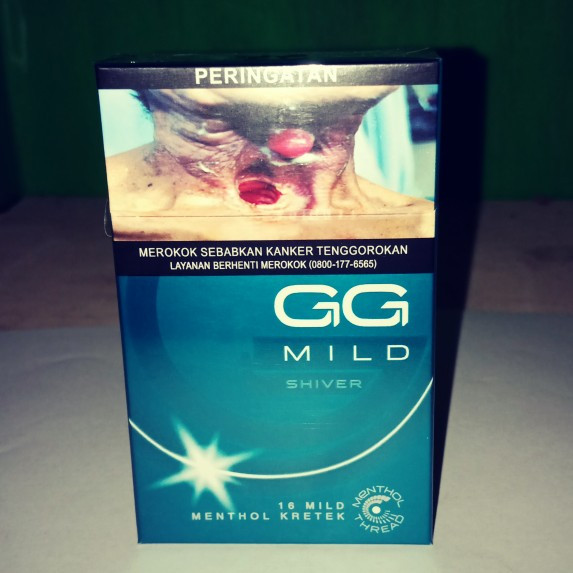 PERINGATAN
MEROKOK SEBABKAN KANKER TENGGOROKAN
LAYANAN BERHENTI MEROKOK (0800-177-6565)
GG
MILD
SHIVER
16 MILD
MENTHOL KRETEK
MENTHOL
THREAD